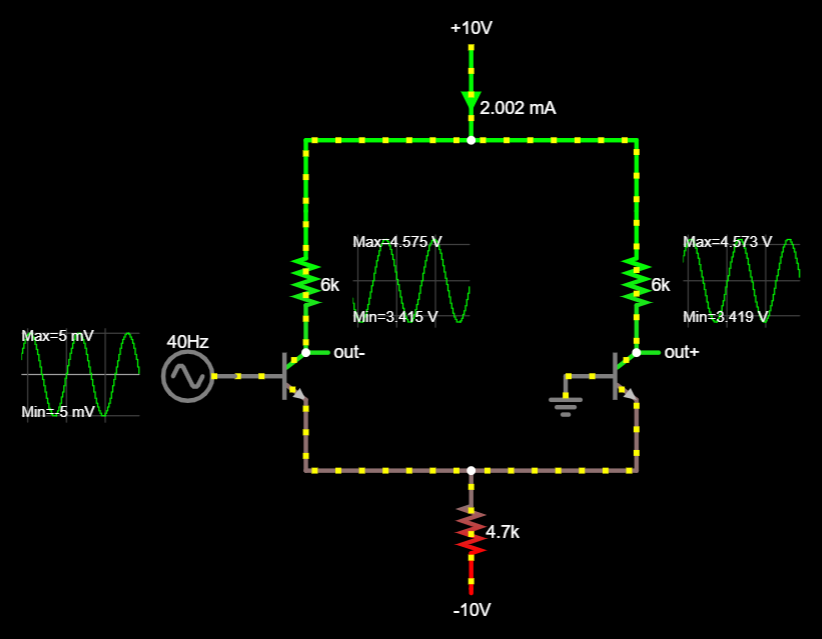 +10V
2.002 mA
Max=4.575 V
Max=4.573 V
6k
6k
Min=3.415 V
Min=3.419 V
Max=5 mV
40Hz
out-
out+
Min=-5 mV
4.7k
-10V